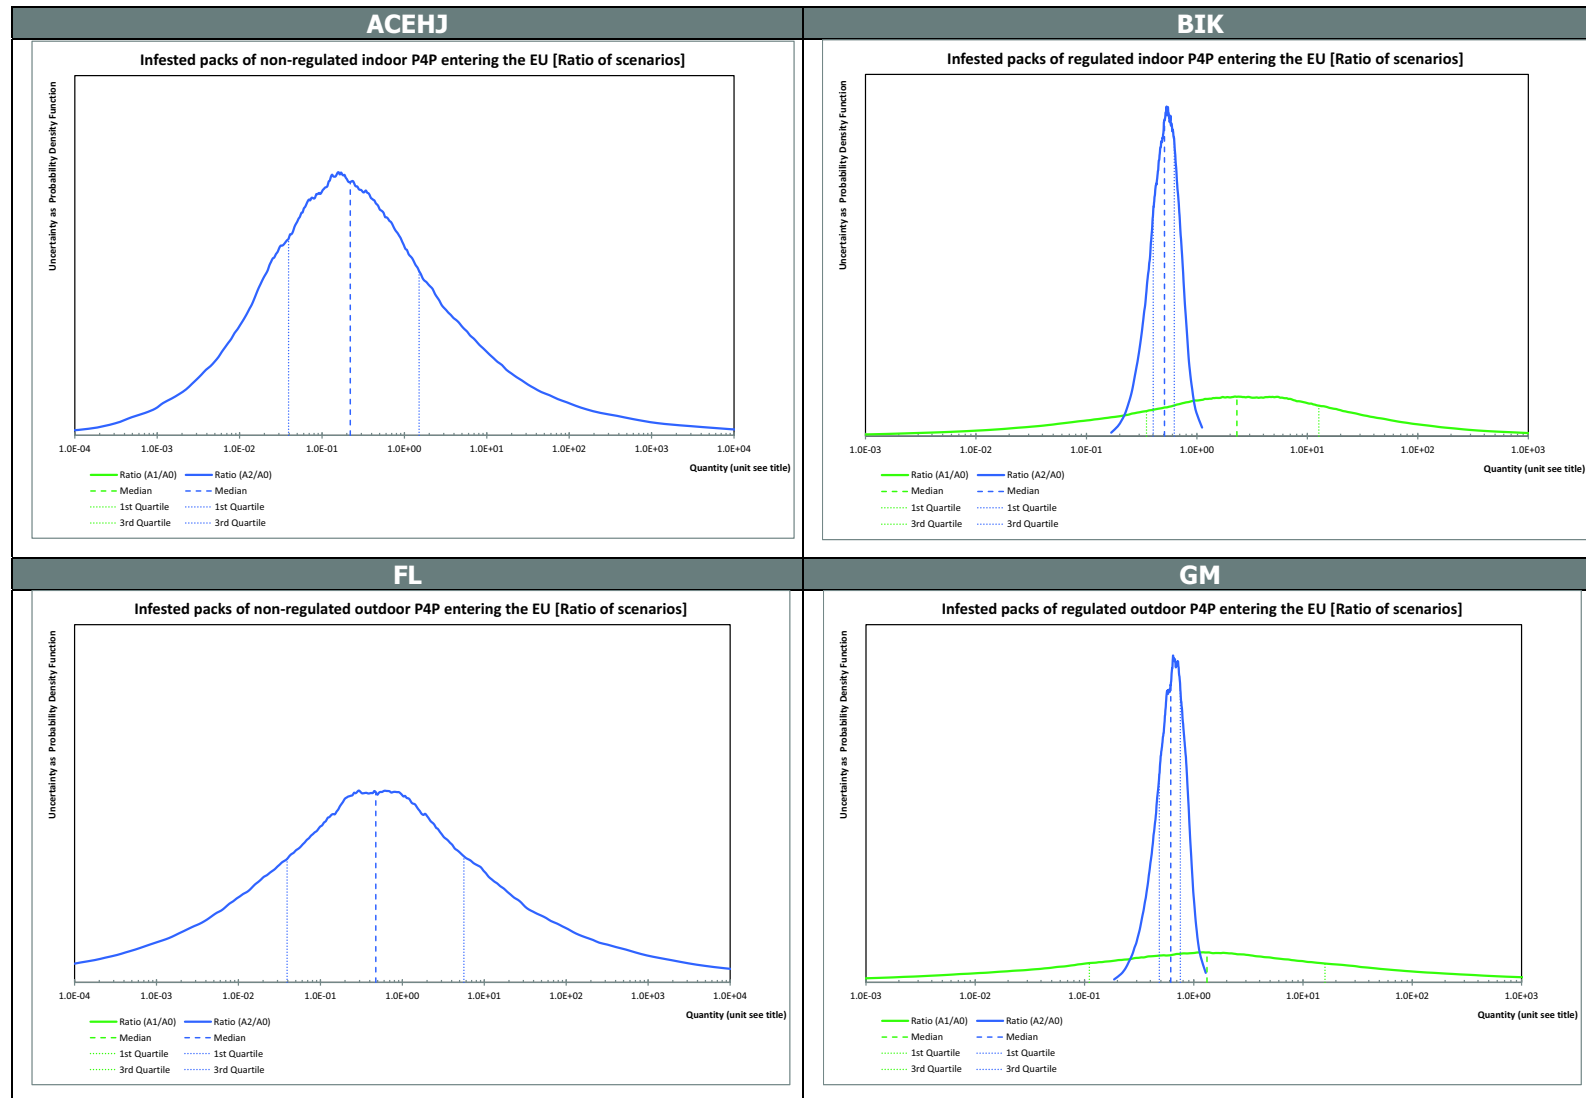 ACEHJ
Infested packs of non-regulated indoor P4P entering the EU [Ratio of scenarios]
Uncertainty as Probability Density Function
1.0E-04 1.0E-03 1.0E-02 1.0E-01 1.0E+00 1.0E+01 1.0E+02 1.0E+03 1.0E+04
Quantity (unit see title)
Ratio (A1/A0) Ratio (A2/A0)
Median Median
1st Quartile 1st Quartile
3rd Quartile 3rd Quartile
BIK
Infested packs of regulated indoor P4P entering the EU [Ratio of scenarios]
Uncertainty as Probability Density Function
1.0E-03 1.0E-02 1.0E-01 1.0E+00 1.0E+01 1.0E+02 1.0E+03
Quantity (unit see title)
Ratio (A1/A0) Ratio (A2/A0)
Median Median
1st Quartile 1st Quartile
3rd Quartile 3rd Quartile
FL
Infested packs of non-regulated outdoor P4P entering the EU [Ratio of scenarios]
Uncertainty as Probability Density Function
1.0E-04 1.0E-03 1.0E-02 1.0E-01 1.0E+00 1.0E+01 1.0E+02 1.0E+03 1.0E+04
Quantity (unit see title)
Ratio (A1/A0) Ratio (A2/A0)
Median Median
1st Quartile 1st Quartile
3rd Quartile 3rd Quartile
GM
Infested packs of regulated outdoor P4P entering the EU [Ratio of scenarios]
Uncertainty as Probability Density Function
1.0E-03 1.0E-02 1.0E-01 1.0E+00 1.0E+01 1.0E+02 1.0E+03
Quantity (unit see title)
Ratio (A1/A0) Ratio (A2/A0)
Median Median
1st Quartile 1st Quartile
3rd Quartile 3rd Quartile